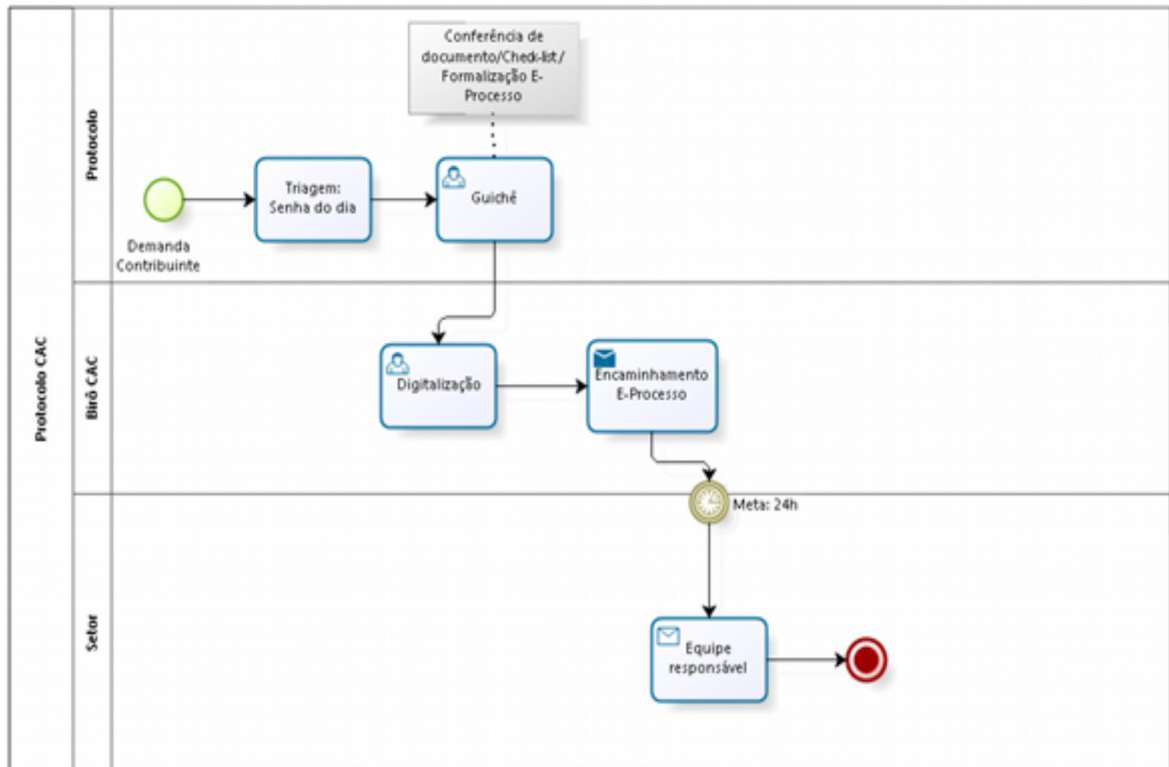 Protocolo CAC
Protocolo
Conferência de
documento/Check-list/
Formalização E-
Processo
Triagem:
Senha do dia
Guichê
Demanda
Contribuinte
Birô CAC
Digitalização
Encaminhamento
E-Processo
Meta: 24h
Setor
Equipe
responsável